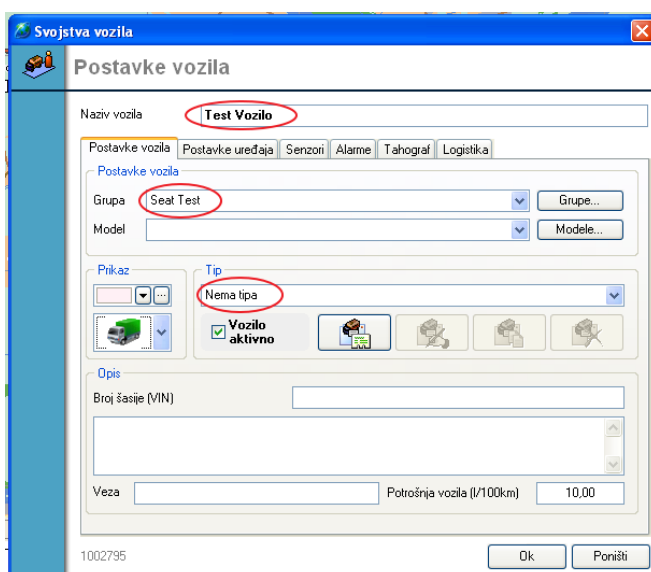 Svojstva vozila
Postavke vozila
Naziv vozila Test Vozilo
Postavke vozila Postavke uređaja Senzori Alarme Tahograf Logistika
Postavke vozila
Grupa Seat Test Grupe...
Model Modele...
Prikaz Tip
Nema tipa
Vozilo
aktivno
Opis
Broj šasije (VIN)
Veza Potrošnja vozila (l/100km) 10,00
1002795 Ok Poništi